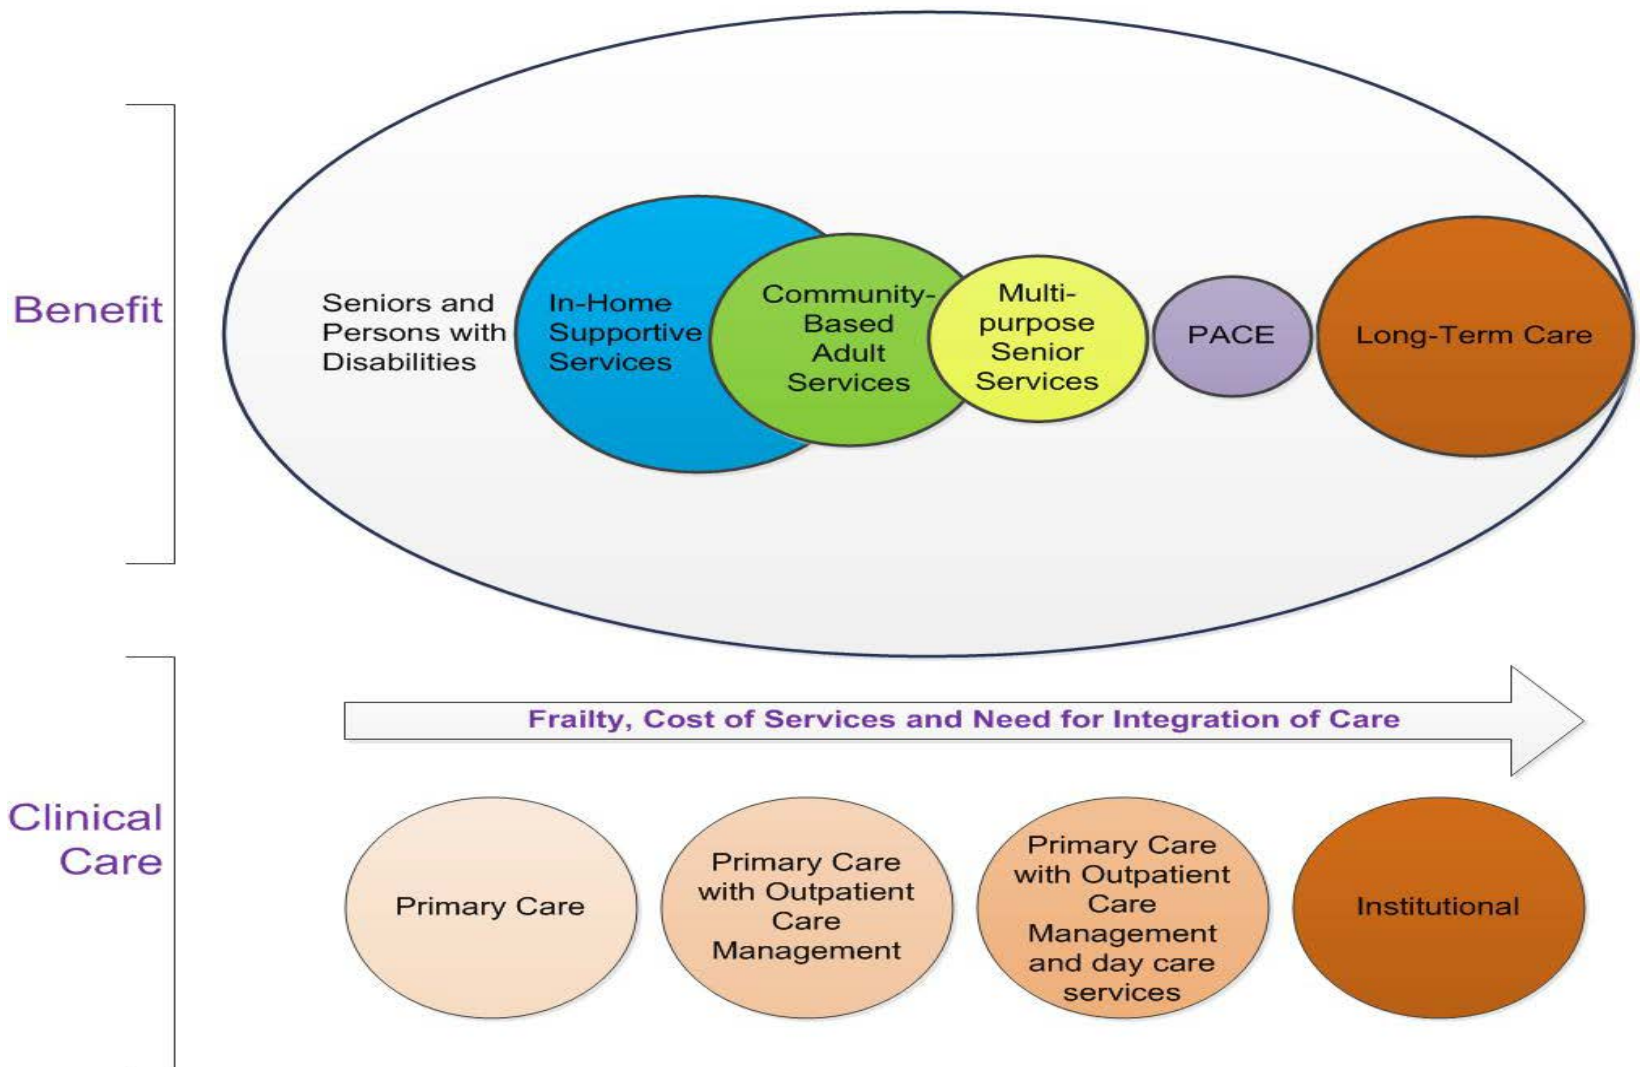 Benefit
Seniors and
Persons with
Disabilities
In-Home
Supportive
Services
Community-
Based
Adult
Services
Multi-
purpose
Senior
Services
PACE
Long-Term Care
Frailty, Cost of Services and Need for Integration of Care
Clinical
Care
Primary Care
Primary Care
with Outpatient
Care
Management
Primary Care
with Outpatient
Care
Management
and day care
services
Institutional